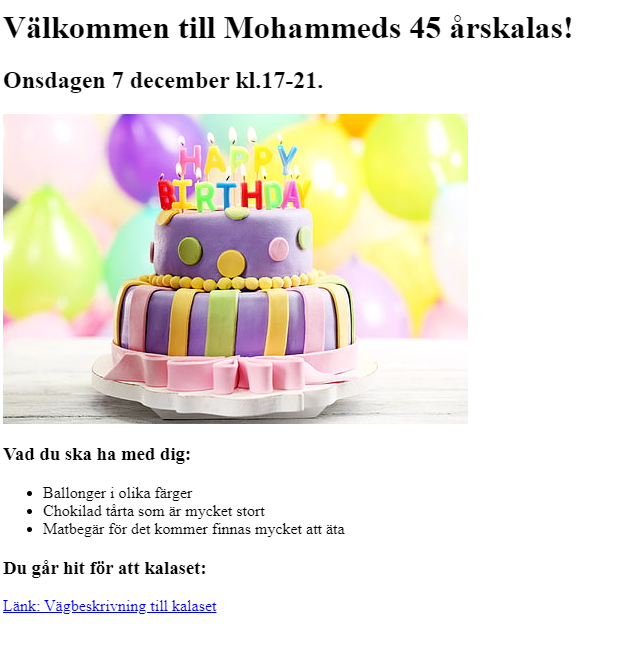 Välkommen till Mohammeds 45 årskalas!
Onsdagen 7 december kl.17-21.
HAPPY
BIRTHDAY
Vad du ska ha med dig:
Ballonger i olika färger
Chokilad tårta som är mycket stort
Matbegär för det kommer finnas mycket att äta
Du går hit för att kalaset:
Länk: Vägbeskrivning till kalaset